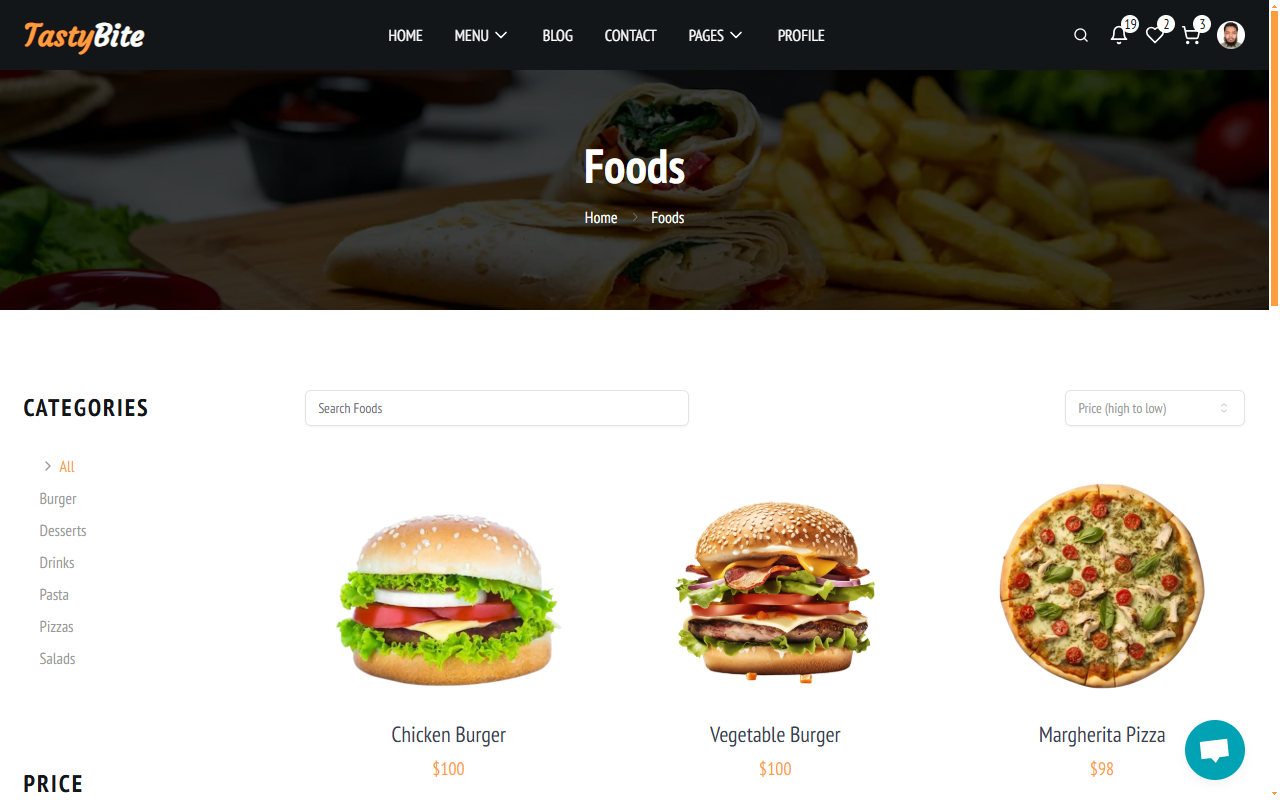 TastyBite
HOME
MENU
BLOG
CONTACT
PAGES
PROFILE
19
2
3
Foods
Home
Foods
CATEGORIES
Search Foods
Price (high to low)
All
Burger
Desserts
Drinks
Pasta
Pizzas
Salads
Chicken Burger
$100
Vegetable Burger
$100
Margherita Pizza
$98
PRICE